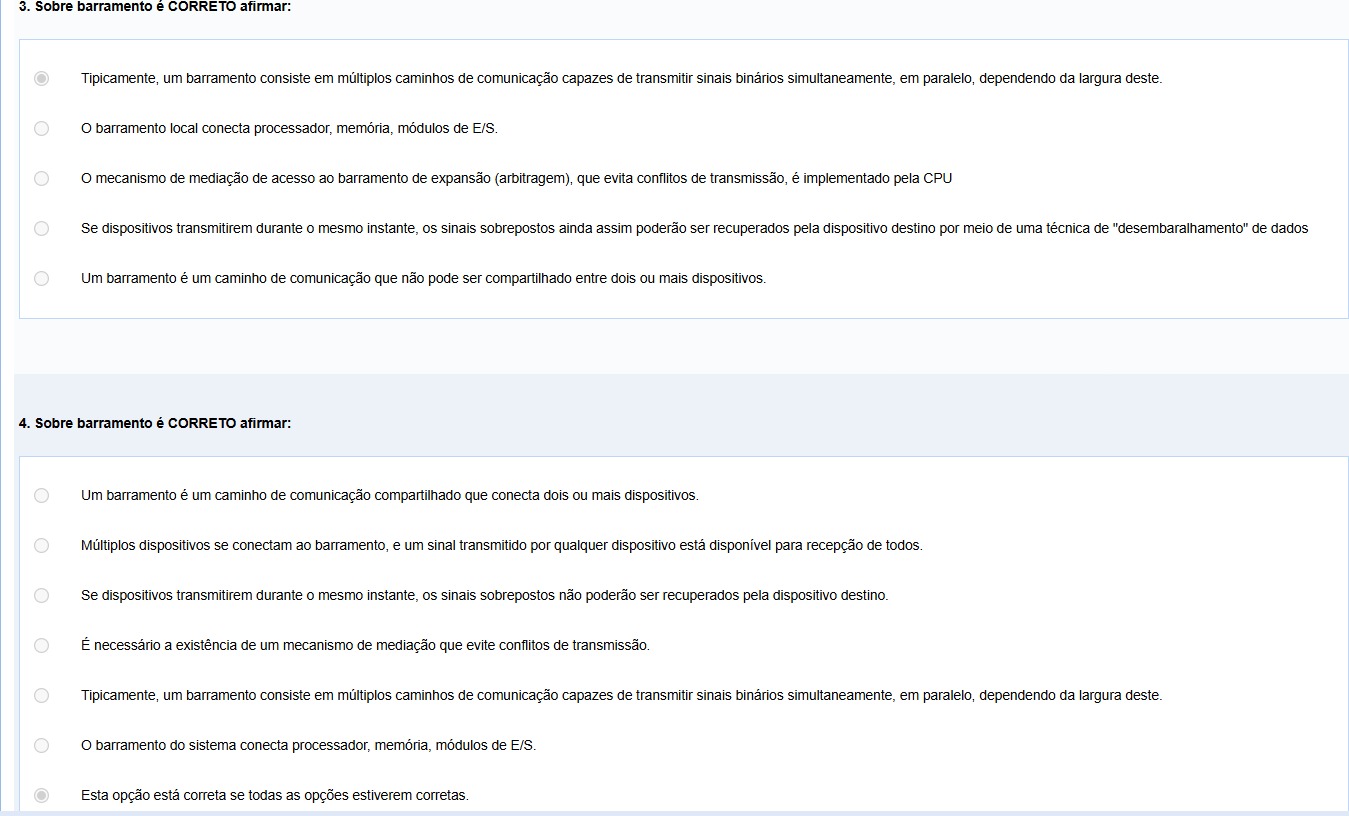 3. Sobre barramento é CORRETO afirmar:
Tipicamente, um barramento consiste em múltiplos caminhos de comunicação capazes de transmitir sinais binários simultaneamente, em paralelo, dependendo da largura deste.
O barramento local conecta processador, memória, módulos de E/S.
O mecanismo de mediação de acesso ao barramento de expansão (arbitragem), que evita conflitos de transmissão, é implementado pela CPU
Se dispositivos transmitirem durante o mesmo instante, os sinais sobrepostos ainda assim poderão ser recuperados pela dispositivo destino por meio de uma técnica de "desembaralhamento" de dados
Um barramento é um caminho de comunicação que não pode ser compartilhado entre dois ou mais dispositivos.
4. Sobre barramento é CORRETO afirmar:
Um barramento é um caminho de comunicação compartilhado que conecta dois ou mais dispositivos.
Múltiplos dispositivos se conectam ao barramento, e um sinal transmitido por qualquer dispositivo está disponível para recepção de todos.
Se dispositivos transmitirem durante o mesmo instante, os sinais sobrepostos não poderão ser recuperados pela dispositivo destino.
É necessário a existência de um mecanismo de mediação que evite conflitos de transmissão.
Tipicamente, um barramento consiste em múltiplos caminhos de comunicação capazes de transmitir sinais binários simultaneamente, em paralelo, dependendo da largura deste.
O barramento do sistema conecta processador, memória, módulos de E/S.
Esta opção está correta se todas as opções estiverem corretas.